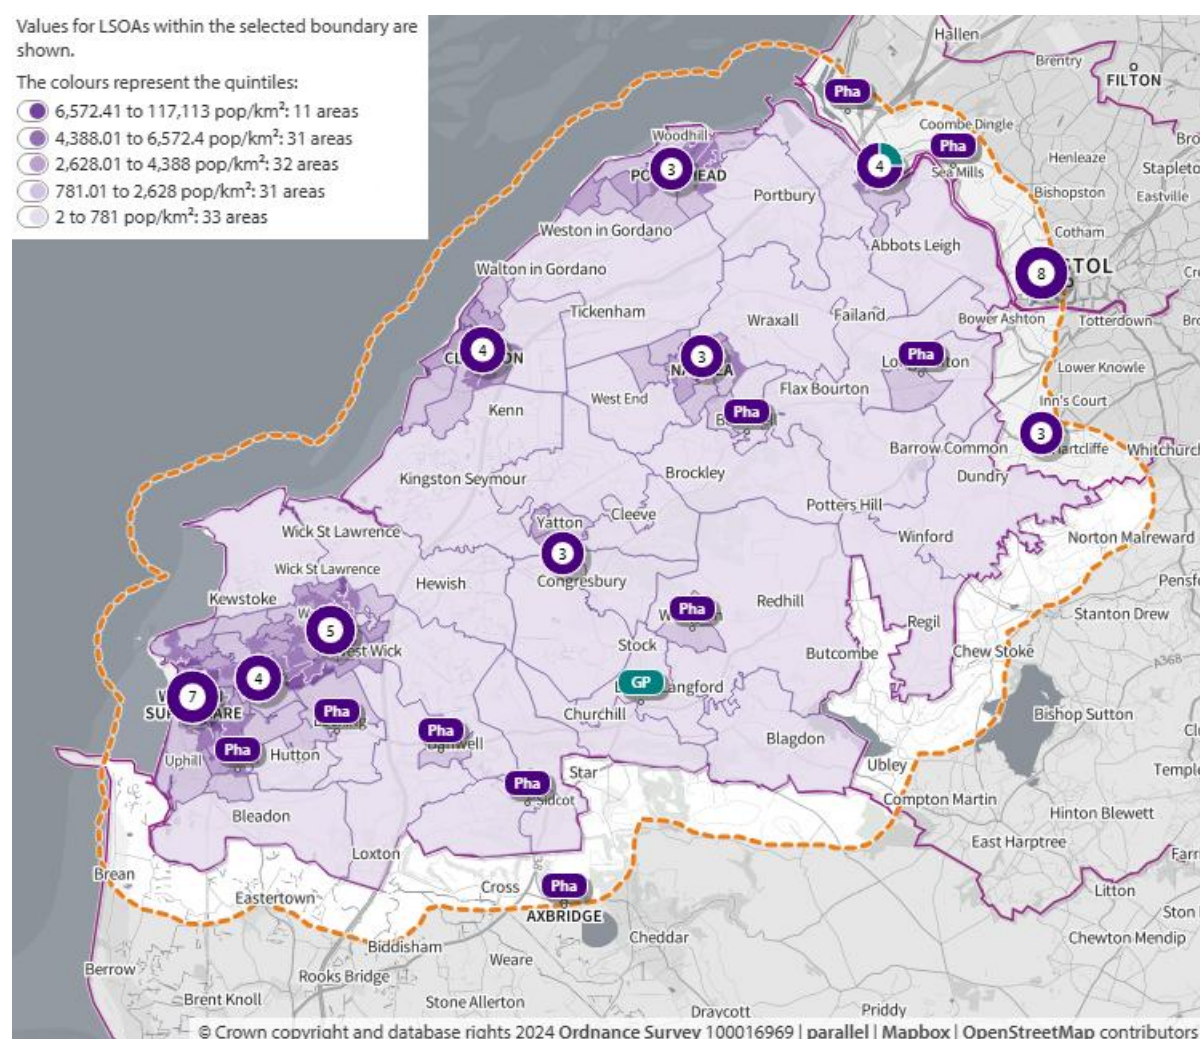 Values for LSOAs within the selected boundary are
shown.
The colours represent the quintiles:
6,572.41 to 117,113 pop/km²: 11 areas
4,388.01 to 6,572.4 pop/km²: 31 areas
2,628.01 to 4,388 pop/km²: 32 areas
781.01 to 2,628 pop/km²: 31 areas
2 to 781 pop/km²: 33 areas
Hallen
Brentry
FILTON
Pha
Coombe Dingle
Woodhill
Pha
Henleaze
3
4
Sea Mills
Portbury
Bishopston
Eastville
Weston in Gordano
Cotham
Abbots Leigh
Walton in Gordano
8
Tickenham
Wraxall
Failand
Bower Ashton
Totterdown
4
3
Pha
Lower Knowle
West End
Flax Bourton
Inn's Court
Kenn
Pha
3
Barrow Common
Kingston Seymour
Brockley
Dundry
Potters Hill
Yatton
Cleeve
Wick St Lawrence
Winford
Norton Malreward
3
Wick St Lawrence
Hewish
Congresbury
Kewstoke
Pha
Redhill
Stanton Drew
5
Stock
Regil
Butcombe
Chew Stoke
A368
4
GP
7
Pha
Churchill
Bishop Sutton
Pha
Pha
Blagdon
Uphill
Hutton
Ubley
Star
Pha
Sidcot
Compton Martin
Bleadon
Hinton Blewett
East Harptree
Loxton
Brean
Cross
Pha
Litton
Eastertown
AXBRIDGE
Cheddar
Chewton Mendip
Biddisham
Weare
Berrow
Rooks Bridge
Brent Knoll
Stone Allerton
Draycott
Priddy
© Crown copyright and database rights 2024 Ordnance Survey 100016969 | parallel | Mapbox | OpenStreetMap contributors